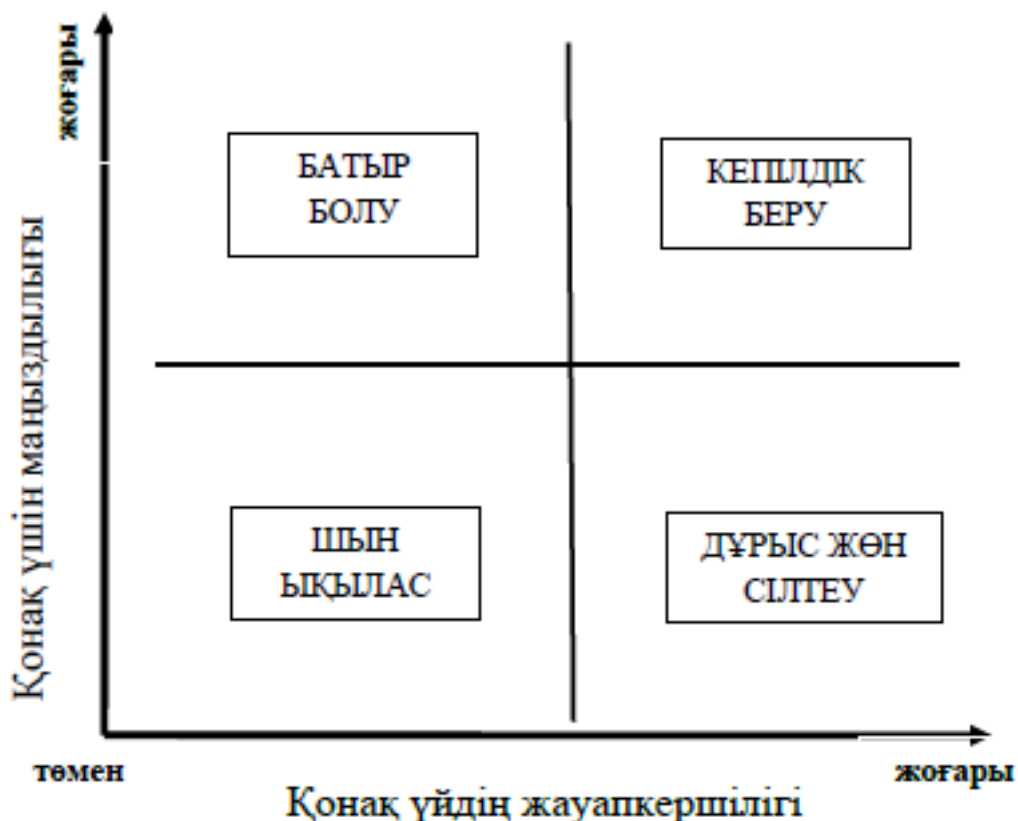 жоғары
Қонақ үшін маңыздылығы
БАТЫР
БОЛУ
КЕПІЛДІК
БЕРУ
ШЫН
ЫҚЫЛАС
ДҰРЫС ЖӨН
СІЛТЕУ
төмен
жоғары
Қонақ үйдің жауапкершілігі